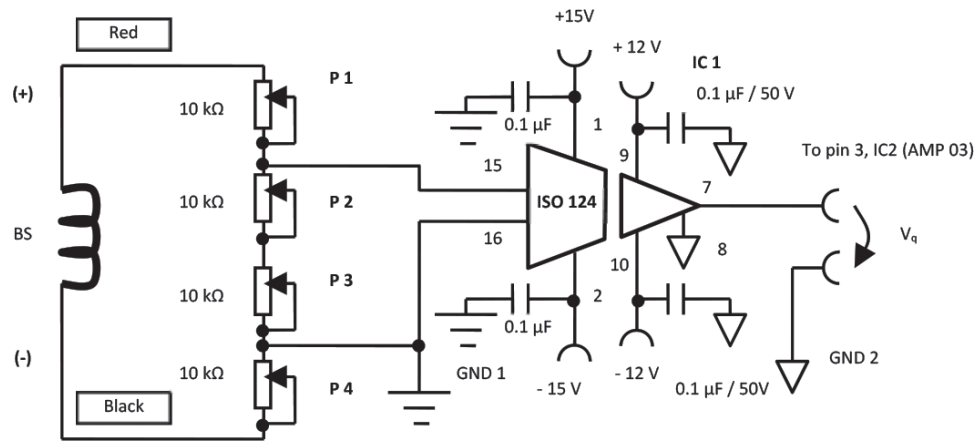 Red
+15V
+ 12 V
IC 1
(+)
P 1
10 kΩ
0.1 µF / 50 V
0.1 µF
1
To pin 3, IC2 (AMP 03)
15
9
7
10 kΩ
P 2
ISO 124
BS
16
8
Vq
10
10 kΩ
P 3
2
0.1 µF
(-)
10 kΩ
P 4
GND 1
- 15 V
- 12 V
0.1 µF / 50V
GND 2
Black